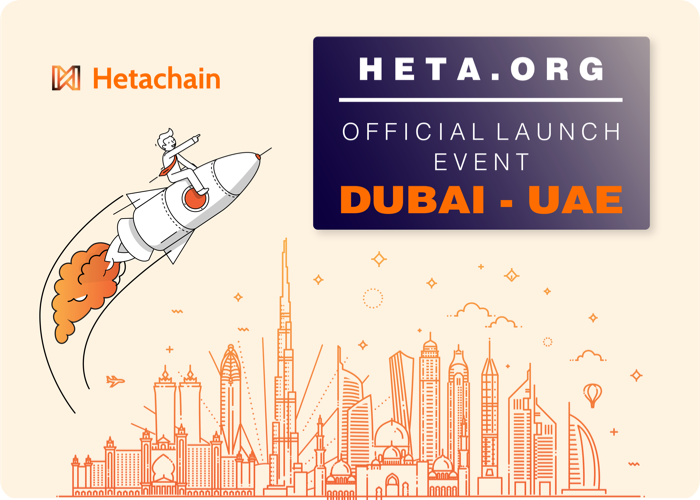 Hetachain
HETA.ORG
OFFICIAL LAUNCH
EVENT
DUBAI - UAE